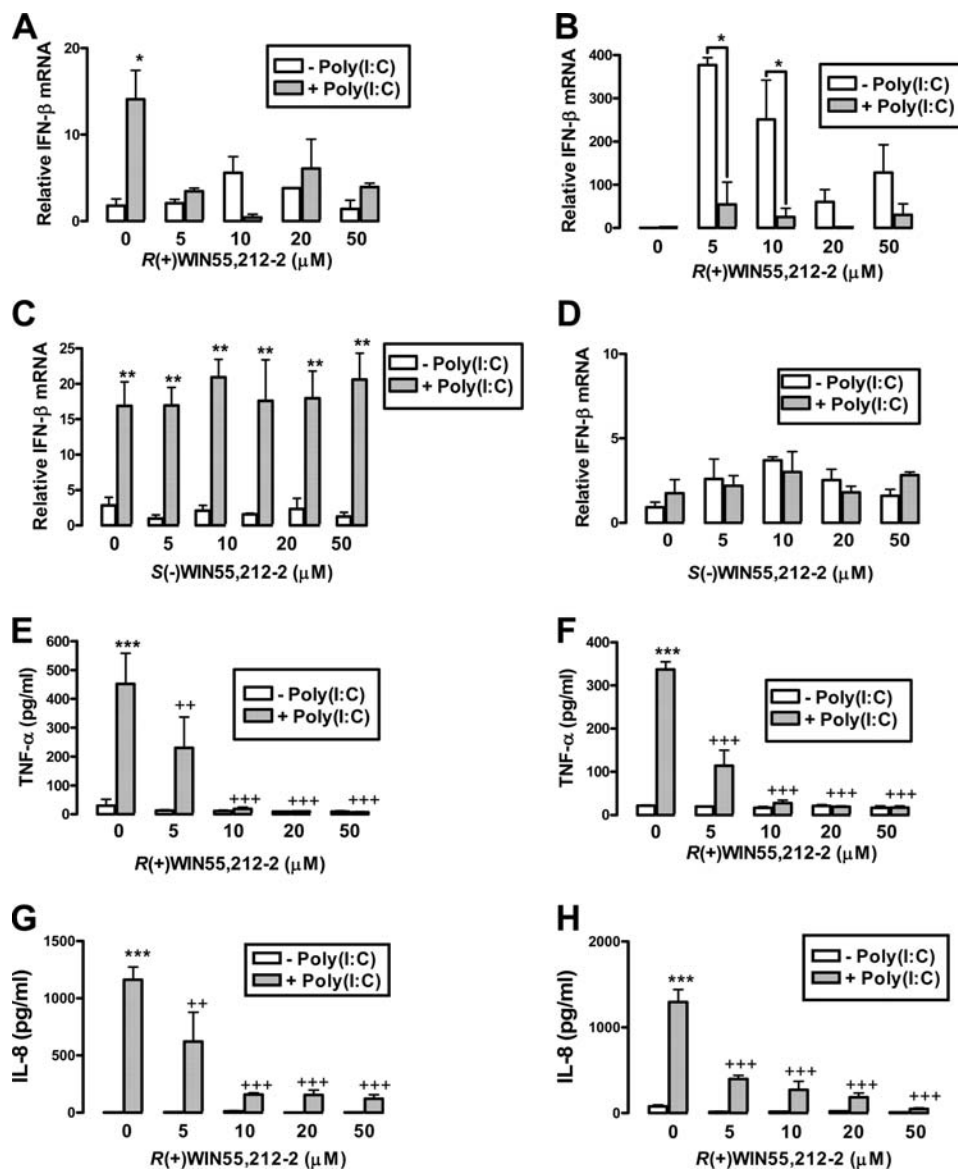 A
Relative IFN-β mRNA
20
10
0
*
- Poly(I:C)
+ Poly(I:C)
0 5 10 20 50
R(+)WIN55,212-2 (μM)
B
Relative IFN-β mRNA
400
300
200
100
0
*
*
- Poly(I:C)
+ Poly(I:C)
0 5 10 20 50
R(+)WIN55,212-2 (μM)
C
Relative IFN-β mRNA
25
20
15
10
5
0
** ** ** ** ** **
- Poly(I:C)
+ Poly(I:C)
0 5 10 20 50
S(-)WIN55,212-2 (μM)
D
Relative IFN-β mRNA
10
5
0
- Poly(I:C)
+ Poly(I:C)
0 5 10 20 50
S(-)WIN55,212-2 (μM)
E
TNF-α (pg/ml)
600
500
400
300
200
100
0
*** ++ +++ +++ +++
- Poly(I:C)
+ Poly(I:C)
0 5 10 20 50
R(+)WIN55,212-2 (μM)
F
TNF-α (pg/ml)
400
300
200
100
0
*** +++ +++ +++ +++
- Poly(I:C)
+ Poly(I:C)
0 5 10 20 50
R(+)WIN55,212-2 (μM)
G
IL-8 (pg/ml)
1500
1000
500
0
*** ++ +++ +++ +++
- Poly(I:C)
+ Poly(I:C)
0 5 10 20 50
R(+)WIN55,212-2 (μM)
H
IL-8 (pg/ml)
2000
1000
0
*** +++ +++ +++ +++
- Poly(I:C)
+ Poly(I:C)
0 5 10 20 50
R(+)WIN55,212-2 (μM)